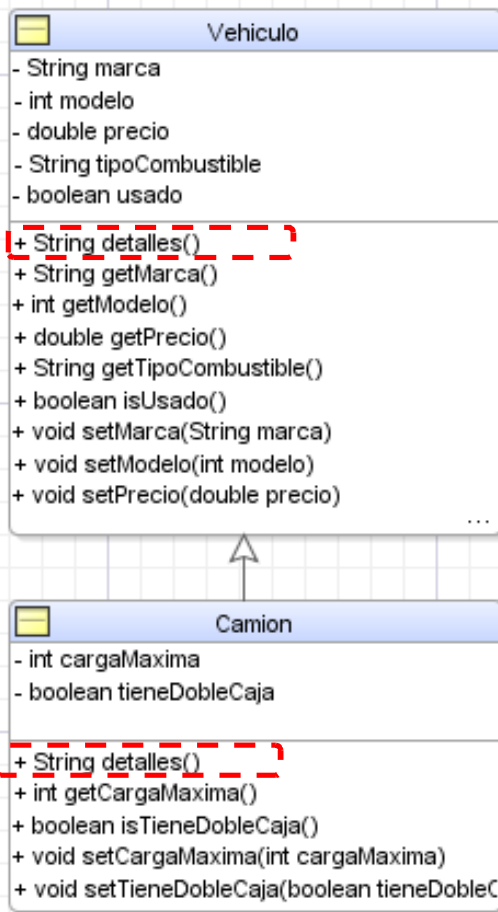 Vehiculo
- String marca
- int modelo
- double precio
- String tipoCombustible
- boolean usado
+ String detalles()
+ String getMarca()
+ int getModelo()
+ double getPrecio()
+ String getTipoCombustible()
+ boolean isUsado()
+ void setMarca(String marca)
+ void setModelo(int modelo)
+ void setPrecio(double precio)
...
Camion
- int cargaMaxima
- boolean tieneDobleCaja
+ String detalles()
+ int getCargaMaxima()
+ boolean isTieneDobleCaja()
+ void setCargaMaxima(int cargaMaxima)
+ void setTieneDobleCaja(boolean tieneDobleC